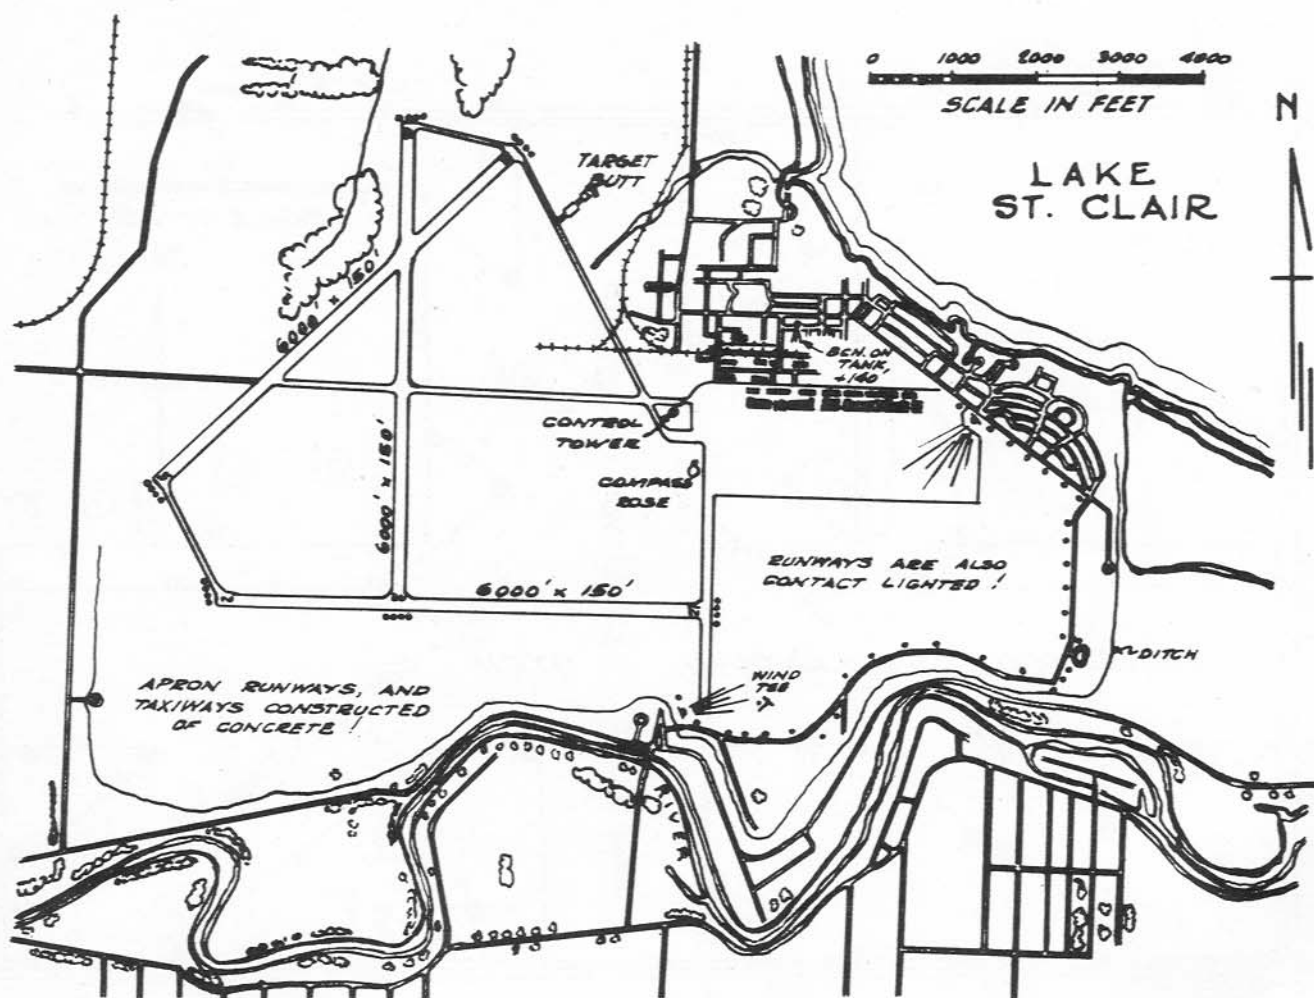 0 1000 2000 3000 4000
SCALE IN FEET
N
LAKE
ST. CLAIR
TARGET
BUTT
6000' x 150'
BCN. ON
TANK,
+140
CONTROL
TOWER
COMPASS
ROSE
6000' x 150'
RUNWAYS ARE ALSO
CONTACT LIGHTED!
6000' x 150'
DITCH
WIND
TEE
APRON RUNWAYS, AND
TAXIWAYS CONSTRUCTED
OF CONCRETE!
RIVER